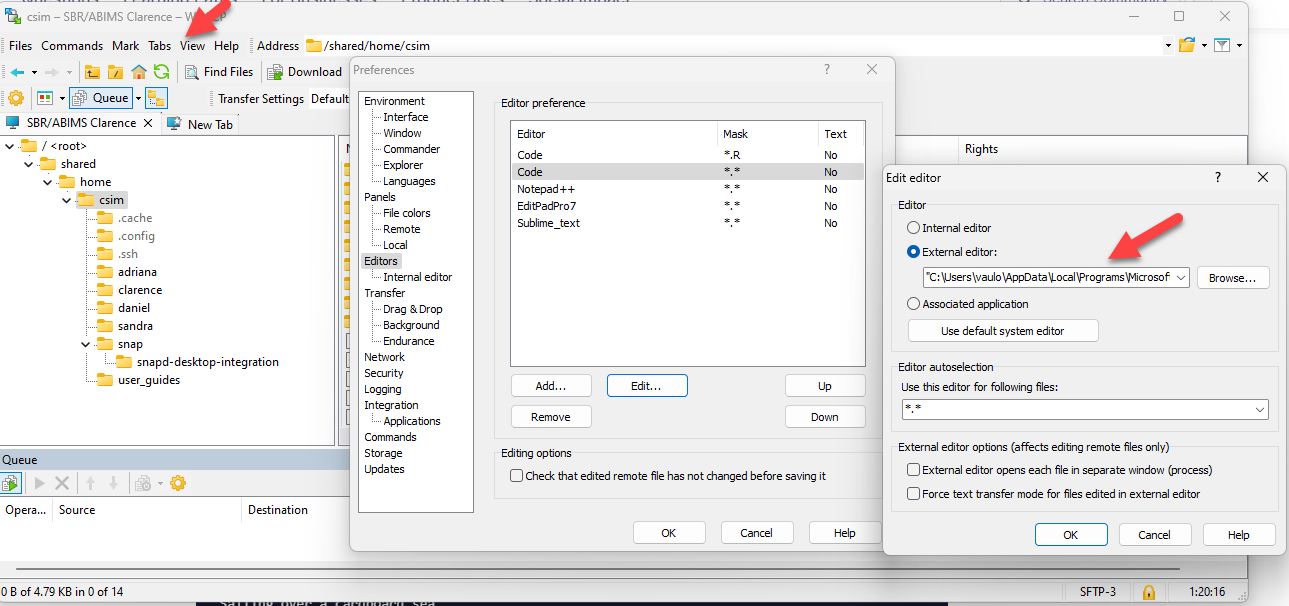 csim – SBR/ABIMS Clarence –
Files Commands Mark Tabs View Help Address /shared/home/csim
Find Files Download
Queue Transfer Settings Default
SBR/ABIMS Clarence New Tab
/ <root>
shared
home
csim
.cache
.config
.ssh
adriana
clarence
daniel
sandra
snap
snapd-desktop-integration
user_guides
Rights
Queue
Opera... Source Destination
0 B of 4.79 KB in 0 of 14 SFTP-3 1:20:16
Preferences ?
Environment
Interface
Window
Commander
Explorer
Languages
Panels
File colors
Remote
Local
Editors
Internal editor
Transfer
Drag & Drop
Background
Endurance
Network
Security
Logging
Integration
Applications
Commands
Storage
Updates
Editor preference
Editor Mask Text
Code *.R No
Code *.* No
Notepad++ *.* No
EditPadPro7 *.* No
Sublime_text *.* No
Add... Edit... Up
Remove Down
Editing options
Check that edited remote file has not changed before saving it
OK Cancel Help
Edit editor ?
Editor
Internal editor
External editor:
"C:\Users\vaulo\AppData\Local\Programs\Microsoft Browse...
Associated application
Use default system editor
Editor autoselection
Use this editor for following files:
*.*
External editor options (affects editing remote files only)
External editor opens each file in separate window (process)
Force text transfer mode for files edited in external editor
OK Cancel Help